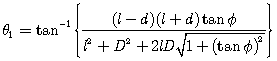 θ₁ = tan⁻¹ { (l − d)(l + d) tan ϕ / (l² + D² + 2lD√(1 + (tan ϕ)²)) }